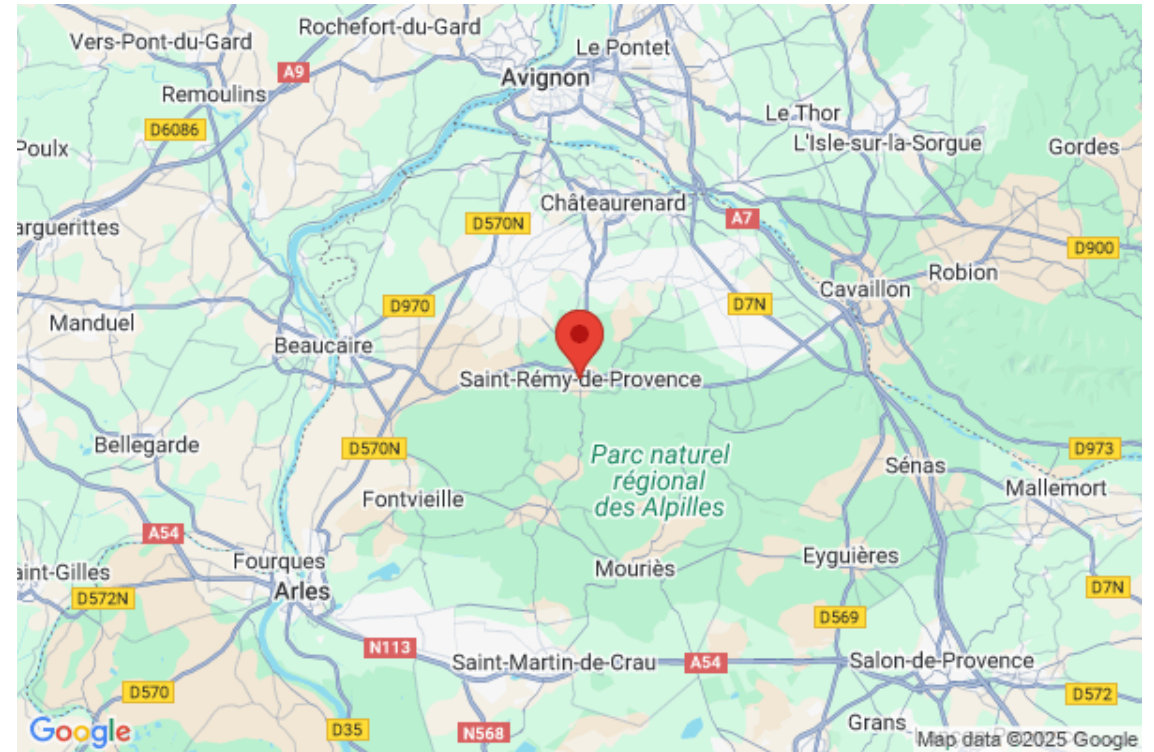 Rochefort-du-Gard
Vers-Pont-du-Gard
Le Pontet
A9
Avignon
Remoulins
Le Thor
D6086
L'Isle-sur-la-Sorgue
Poulx
Gordes
Châteaurenard
A7
arguerittes
D570N
D900
Robion
Cavaillon
D970
D7N
Manduel
Beaucaire
Saint-Rémy-de-Provence
Bellegarde
D570N
D973
Parc naturel
régional
des Alpilles
Sénas
Mallemort
Fontvieille
A54
Fourques
Eyguières
Mouriès
aint-Gilles
Arles
D7N
D572N
D569
N113
Saint-Martin-de-Crau
A54
Salon-de-Provence
D570
D572
Grans
Google
D35
N568
Map data ©2025 Google